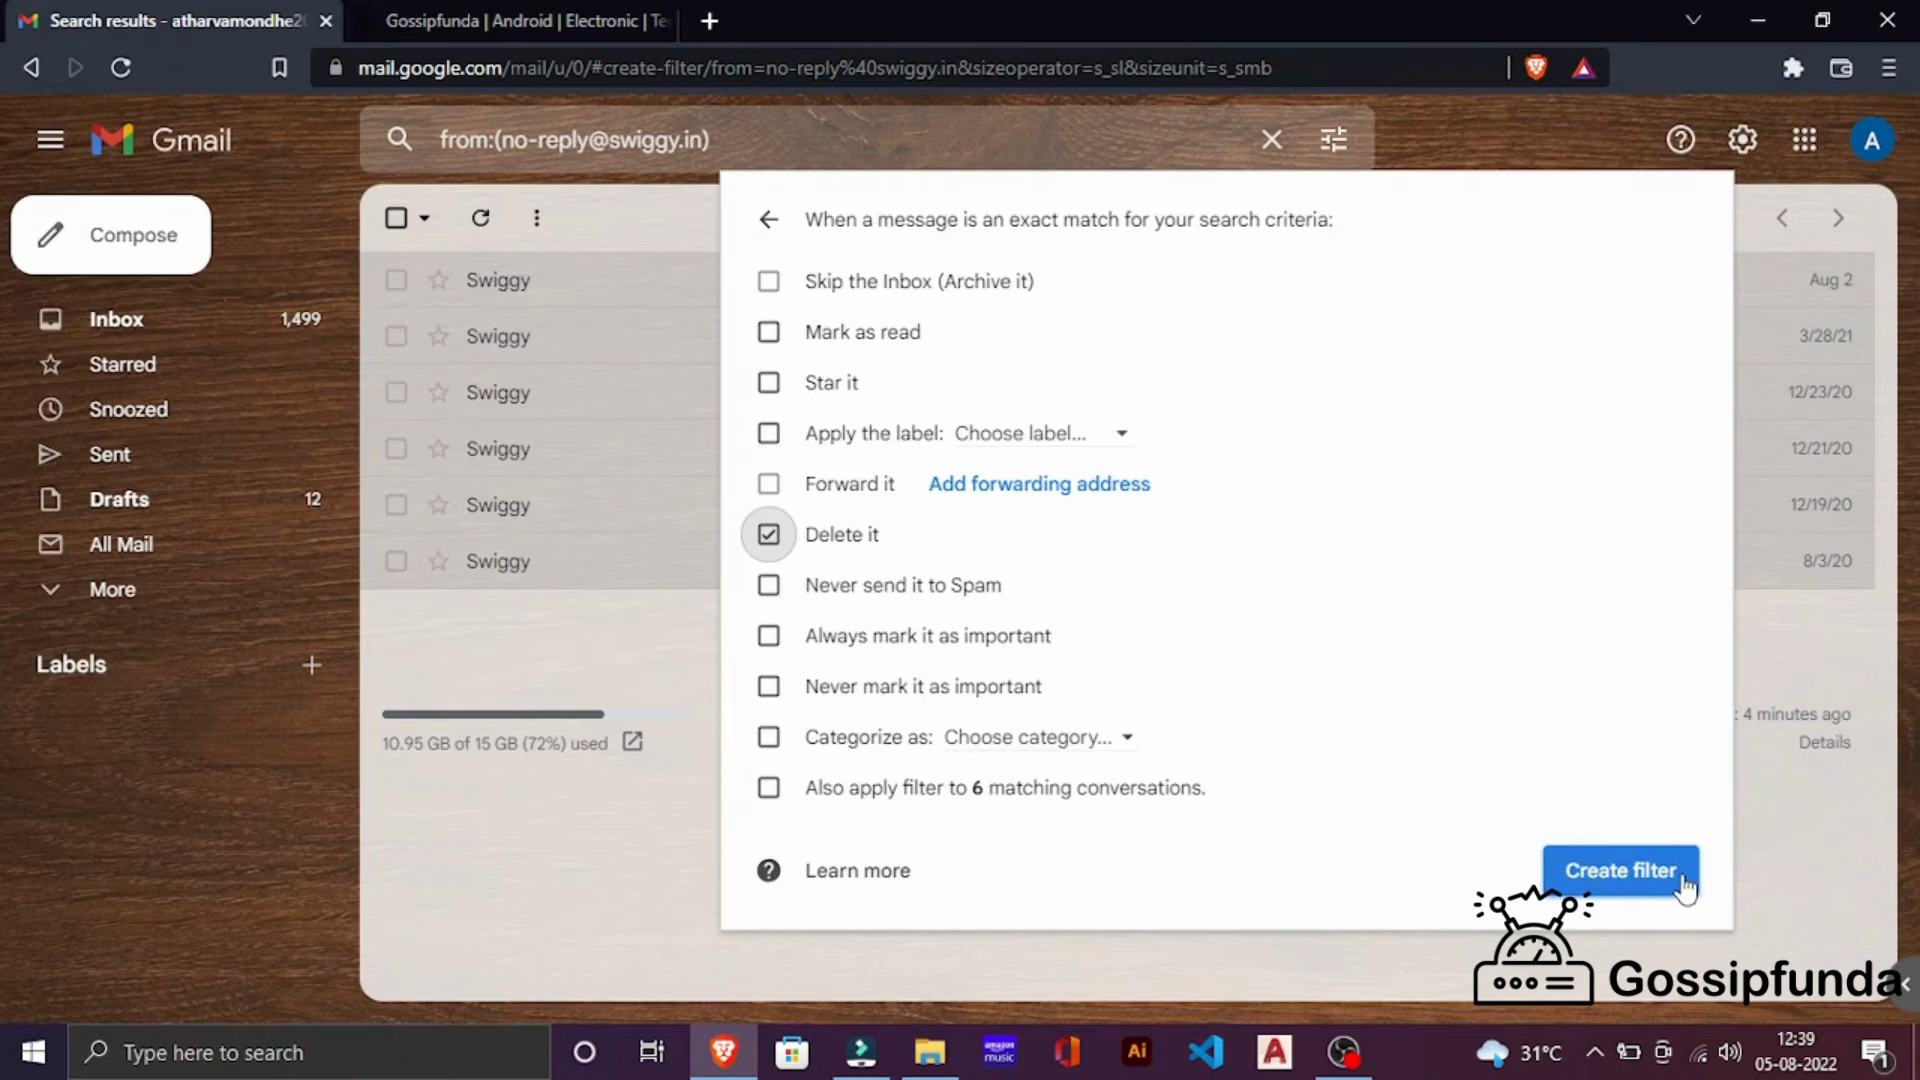 Search results - atharvamondhe2
Gossipfunda | Android | Electronic | Te
mail.google.com/mail/u/0/#create-filter/from=no-reply%40swiggy.in&sizeoperator=s_sl&sizeunit=s_smb
Gmail
from:(no-reply@swiggy.in)
A
Compose
Inbox 1,499
Starred
Snoozed
Sent
Drafts 12
All Mail
More
Labels
Swiggy Aug 2
Swiggy 3/28/21
Swiggy 12/23/20
Swiggy 12/21/20
Swiggy 12/19/20
Swiggy 8/3/20
10.95 GB of 15 GB (72%) used
: 4 minutes ago
Details
When a message is an exact match for your search criteria:
Skip the Inbox (Archive it)
Mark as read
Star it
Apply the label: Choose label...
Forward it Add forwarding address
Delete it
Never send it to Spam
Always mark it as important
Never mark it as important
Categorize as: Choose category...
Also apply filter to 6 matching conversations.
Learn more
Create filter
Gossipfunda
Type here to search
amazon music
Ai
A
31°C
12:39
05-08-2022
1